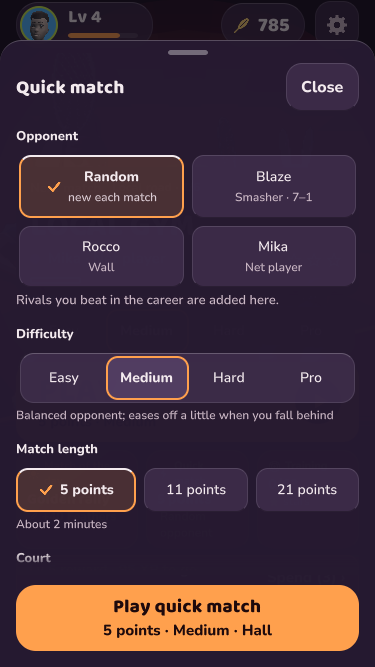 Lv 4
785
Quick match
Close
Opponent
Random
new each match
Blaze
Smasher · 7–1
Rocco
Wall
Mika
Net player
Rivals you beat in the career are added here.
Difficulty
Easy
Medium
Hard
Pro
Balanced opponent; eases off a little when you fall behind
Match length
5 points
11 points
21 points
About 2 minutes
Court
Play quick match
5 points · Medium · Hall